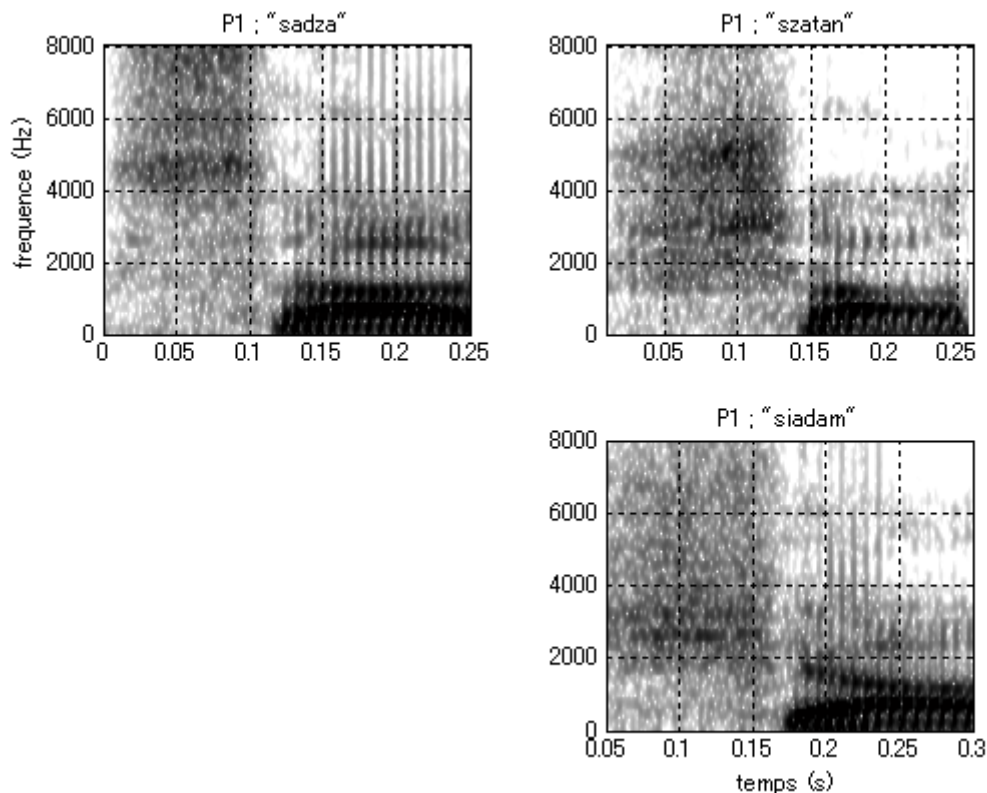 P1 ; "sadza"
P1 ; "szatan"
8000
6000
4000
2000
0
frequence (Hz)
0 0.05 0.1 0.15 0.2 0.25
8000
6000
4000
2000
0
0.05 0.1 0.15 0.2 0.25
P1 ; "siadam"
8000
6000
4000
2000
0
0.05 0.1 0.15 0.2 0.25 0.3
temps (s)